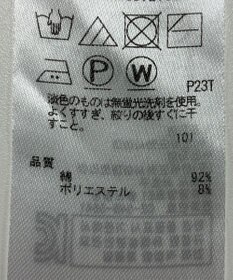 P W P23T
淡色のものは無蛍光洗剤を使用。
よくすすぎ、絞りの後すぐに干
すこと。
101
品質
綿 92%
ポリエステル 8%